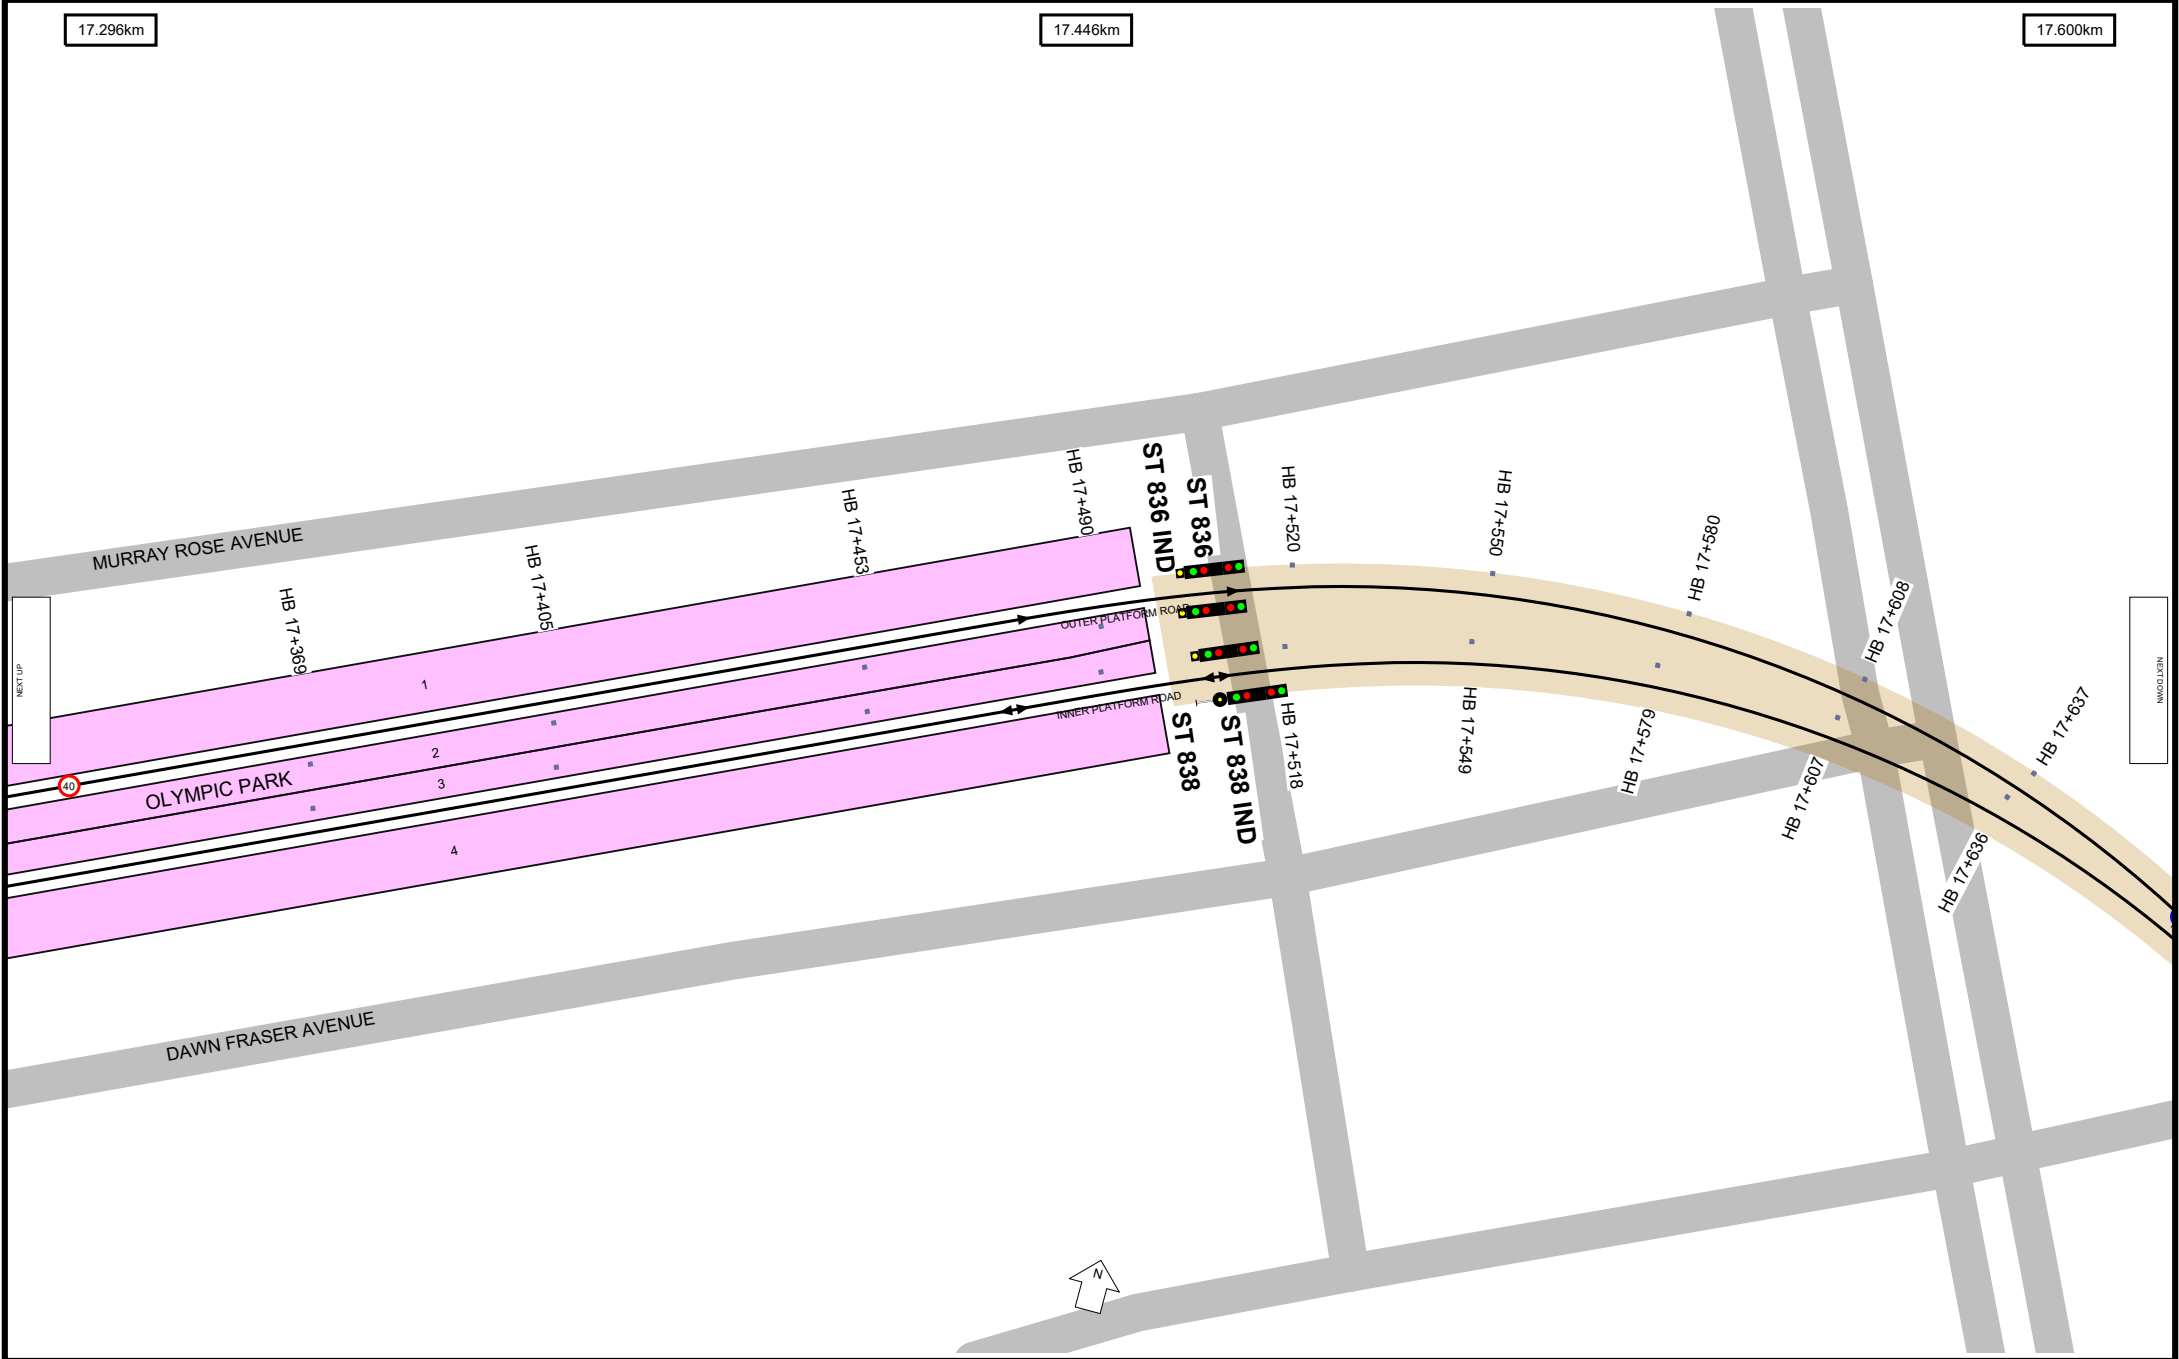 17.296km
17.446km
17.600km
MURRAY ROSE AVENUE
HB 17+369
HB 17+405
HB 17+453
HB 17+490
ST 836 IND
ST 836
HB 17+520
HB 17+550
HB 17+580
HB 17+608
HB 17+637
NEXT UP
NEXT DOWN
1
OUTER PLATFORM ROAD
2
OLYMPIC PARK
40
3
INNER PLATFORM ROAD
4
ST 838
ST 838 IND
HB 17+518
HB 17+549
HB 17+579
HB 17+607
HB 17+636
DAWN FRASER AVENUE
N